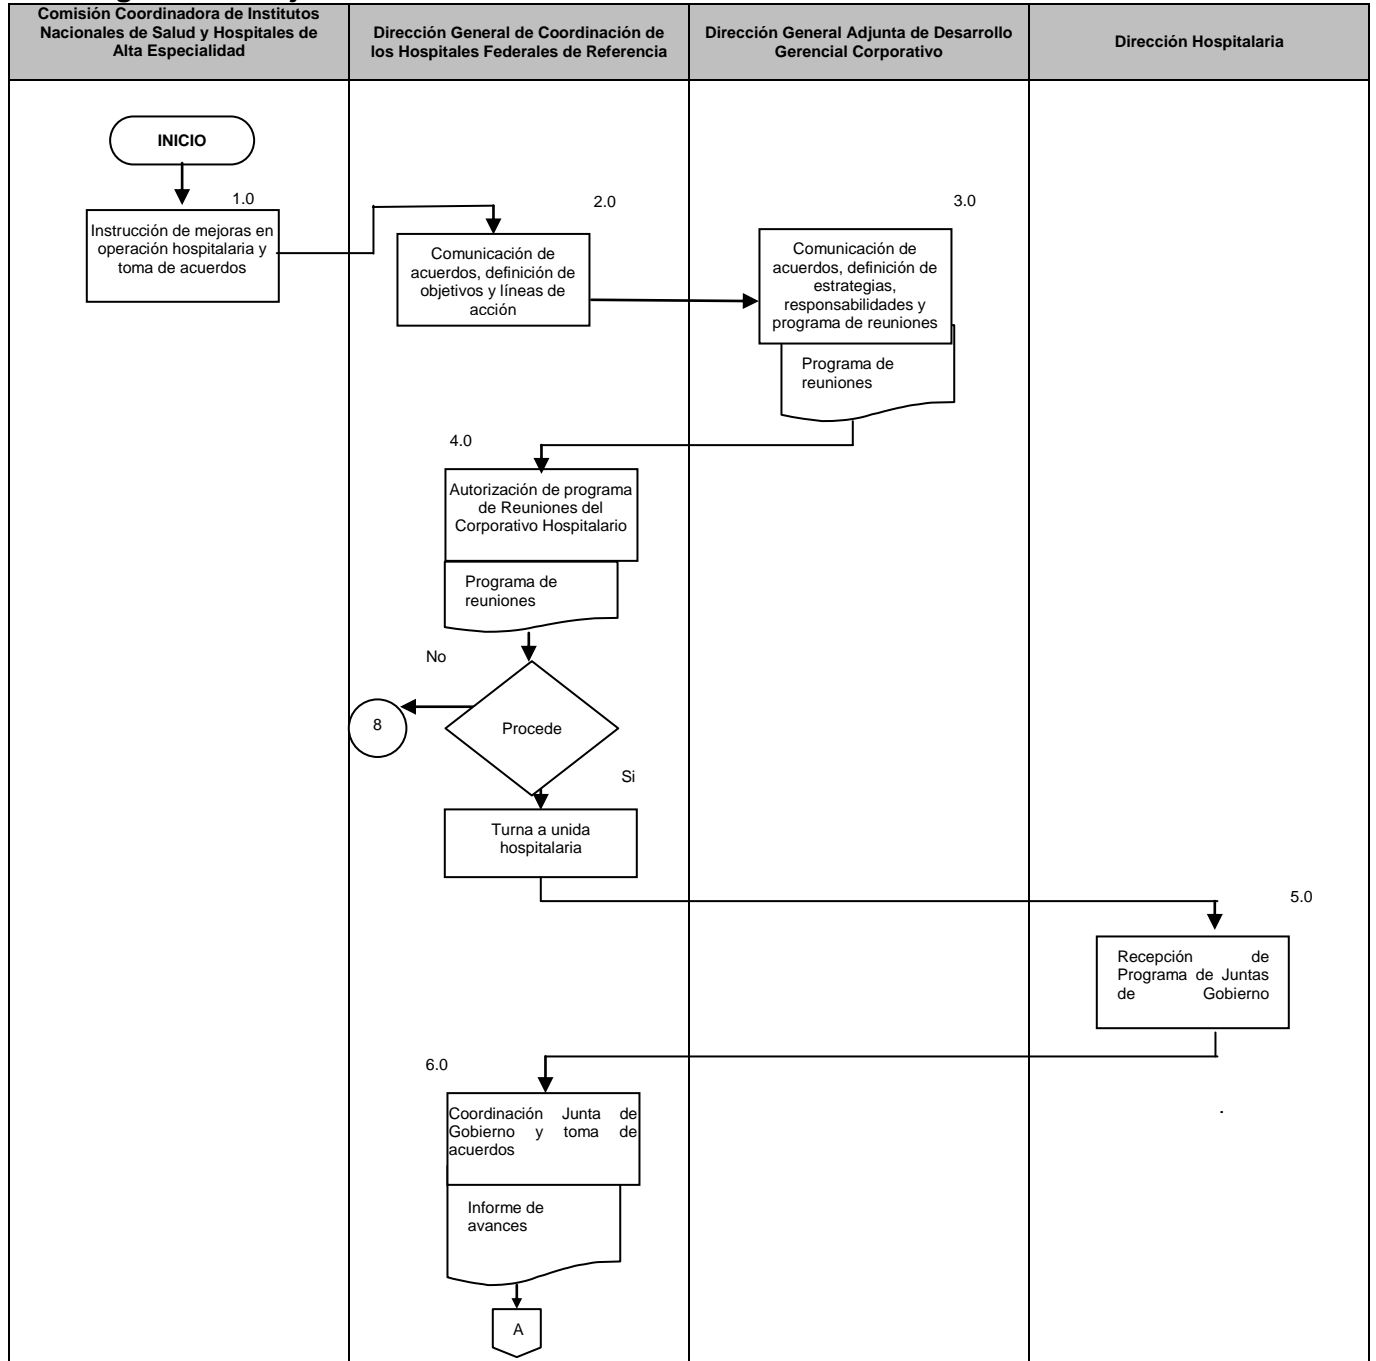 Comisión Coordinadora de Institutos
Nacionales de Salud y Hospitales de
Alta Especialidad
Dirección General de Coordinación de
los Hospitales Federales de Referencia
Dirección General Adjunta de Desarrollo
Gerencial Corporativo
Dirección Hospitalaria
INICIO
1.0
Instrucción de mejoras en
operación hospitalaria y
toma de acuerdos
2.0
Comunicación de
acuerdos, definición de
objetivos y líneas de
acción
3.0
Comunicación de
acuerdos, definición de
estrategias,
responsabilidades y
programa de reuniones
Programa de
reuniones
4.0
Autorización de programa
de Reuniones del
Corporativo Hospitalario
Programa de
reuniones
No
8
Procede
Si
Turna a unida
hospitalaria
5.0
Recepción de
Programa de Juntas
de Gobierno
6.0
Coordinación Junta de
Gobierno y toma de
acuerdos
.
Informe de
avances
A